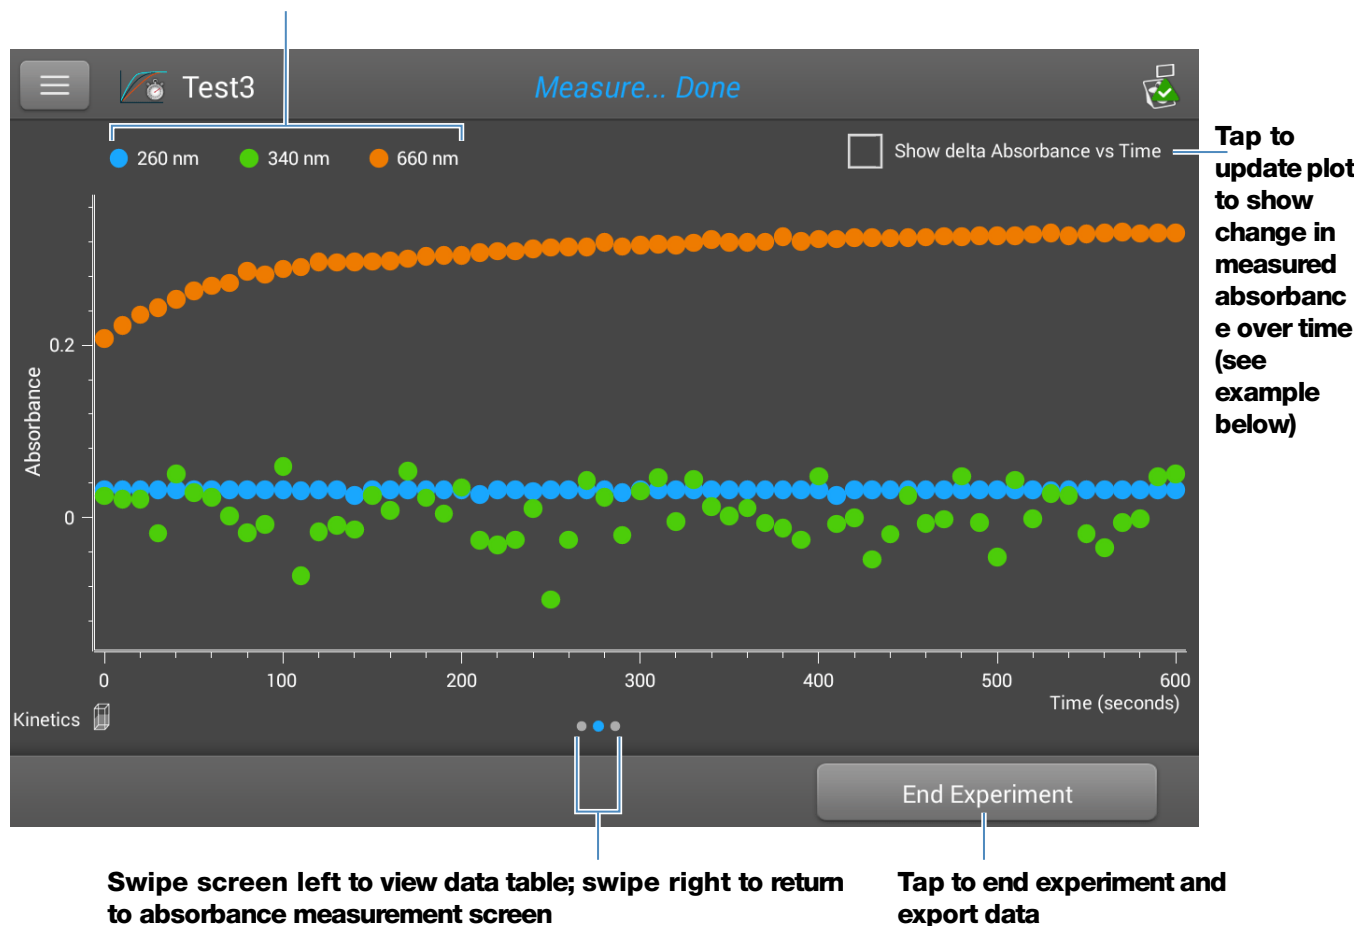 Test3
Measure... Done
260 nm
340 nm
660 nm
Show delta Absorbance vs Time
Tap to
update plot
to show
change in
measured
absorbanc
e over time
(see
example
below)
0.2
0
Absorbance
0
100
200
300
400
500
600
Time (seconds)
Kinetics
End Experiment
Swipe screen left to view data table; swipe right to return
to absorbance measurement screen
Tap to end experiment and
export data